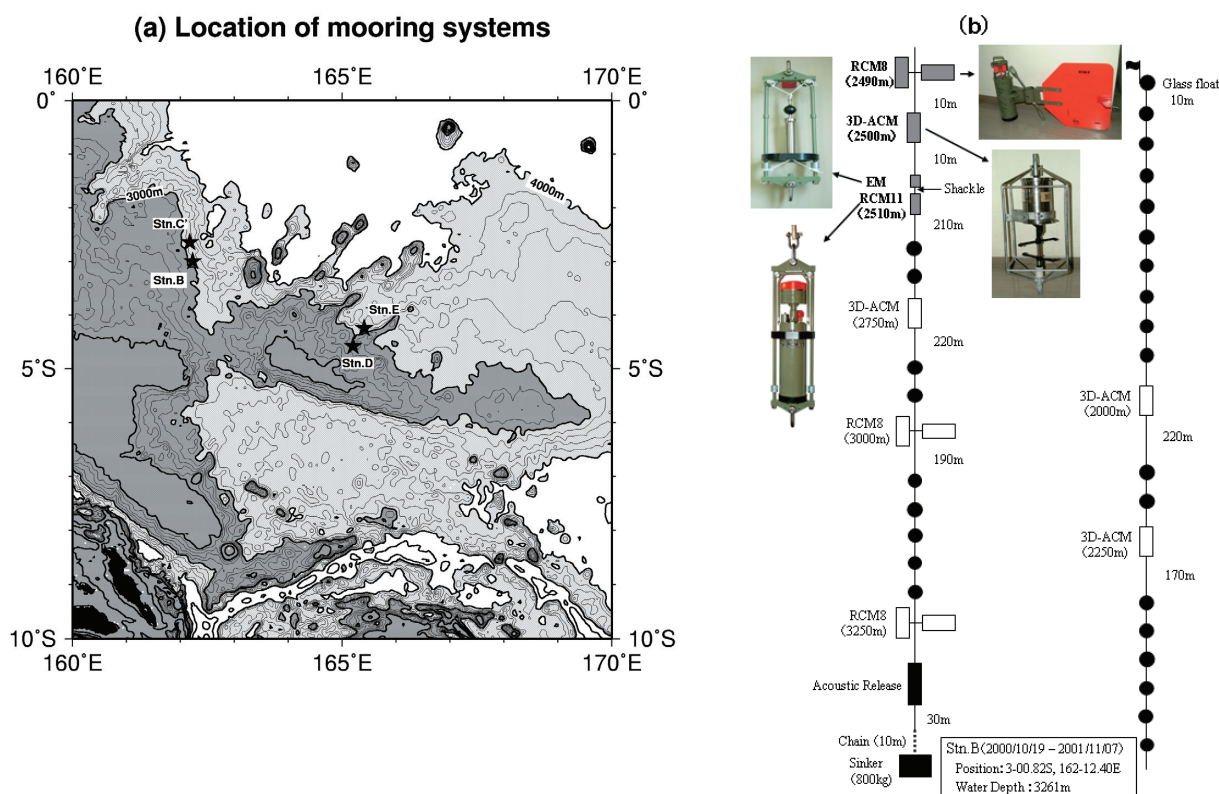 (a) Location of mooring systems
160˚E
165˚E
170˚E
0˚
0˚
3000m
4000m
Stn.C'
Stn.B
Stn.E
Stn.D
5˚S
5˚S
10˚S
10˚S
160˚E
165˚E
170˚E
(b)
RCM8
(2490m)
10m
3D-ACM
(2500m)
10m
EM
Shackle
RCM11
(2510m)
210m
3D-ACM
(2750m)
220m
RCM8
(3000m)
190m
RCM8
(3250m)
Acoustic Release
30m
Chain (10m)
Sinker
(800kg)
Glass float
10m
3D-ACM
(2000m)
220m
3D-ACM
(2250m)
170m
Stn.B(2000/10/19 – 2001/11/07)
Position: 3-00.82S, 162-12.40E
Water Depth : 3261m